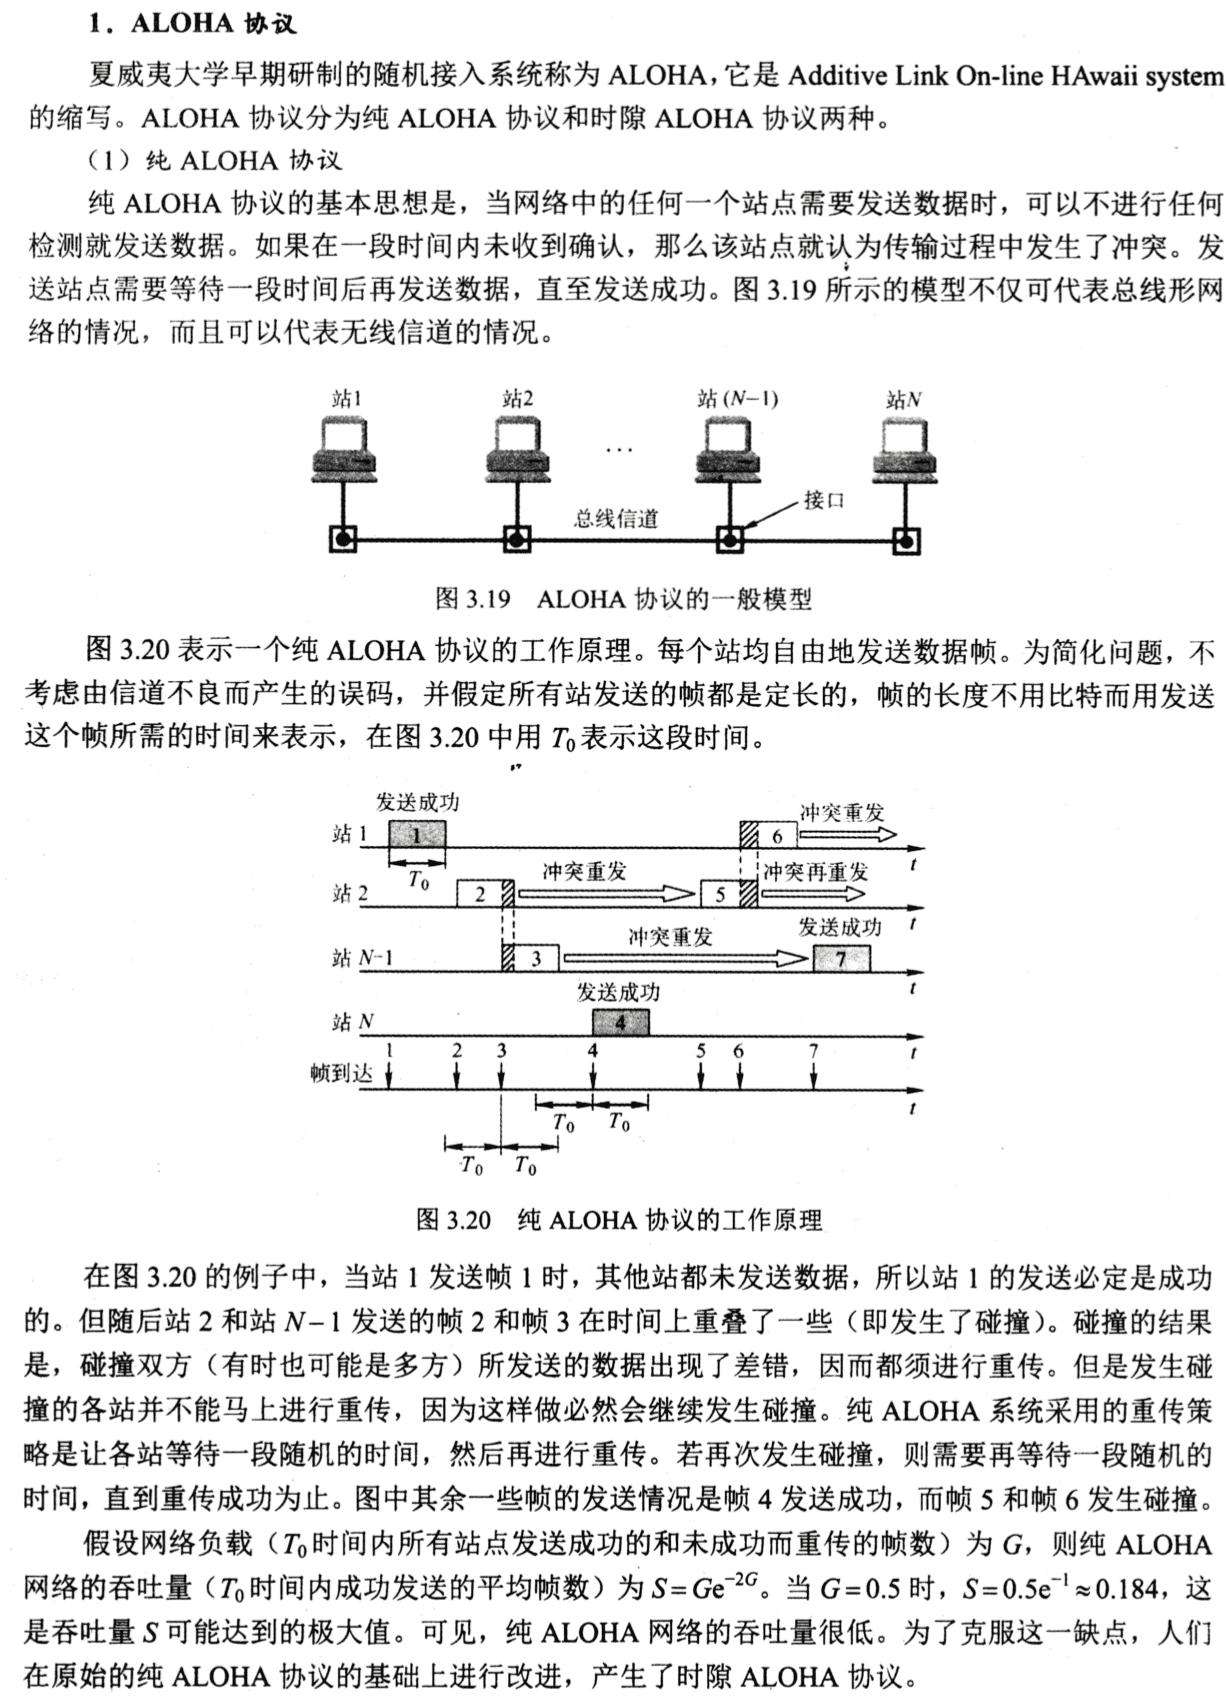 1．ALOHA 协议
夏威夷大学早期研制的随机接入系统称为 ALOHA，它是 Additive Link On-line HAwaii system
的缩写。ALOHA 协议分为纯 ALOHA 协议和时隙 ALOHA 协议两种。
（1）纯 ALOHA 协议
纯 ALOHA 协议的基本思想是，当网络中的任何一个站点需要发送数据时，可以不进行任何
检测就发送数据。如果在一段时间内未收到确认，那么该站点就认为传输过程中发生了冲突。发
送站点需要等待一段时间后再发送数据，直至发送成功。图 3.19 所示的模型不仅可代表总线形网
络的情况，而且可以代表无线信道的情况。
站1 站2 … 站 (N−1) 站N
接口
总线信道
图 3.19 ALOHA 协议的一般模型
图 3.20 表示一个纯 ALOHA 协议的工作原理。每个站均自由地发送数据帧。为简化问题，不
考虑由信道不良而产生的误码，并假定所有站发送的帧都是定长的，帧的长度不用比特而用发送
这个帧所需的时间来表示，在图 3.20 中用 T₀ 表示这段时间。
发送成功 冲突重发
站 1 1 6 t
T₀ 冲突重发 冲突再重发
站 2 2 5 t
冲突重发 发送成功
站 N-1 3 7 t
发送成功
站 N 4 t
1 2 3 4 5 6 7
帧到达 t
T₀ T₀
T₀ T₀
图 3.20 纯 ALOHA 协议的工作原理
在图 3.20 的例子中，当站 1 发送帧 1 时，其他站都未发送数据，所以站 1 的发送必定是成功
的。但随后站 2 和站 N−1 发送的帧 2 和帧 3 在时间上重叠了一些（即发生了碰撞）。碰撞的结果
是，碰撞双方（有时也可能是多方）所发送的数据出现了差错，因而都须进行重传。但是发生碰
撞的各站并不能马上进行重传，因为这样做必然会继续发生碰撞。纯 ALOHA 系统采用的重传策
略是让各站等待一段随机的时间，然后再进行重传。若再次发生碰撞，则需要再等待一段随机的
时间，直到重传成功为止。图中其余一些帧的发送情况是帧 4 发送成功，而帧 5 和帧 6 发生碰撞。
假设网络负载（T₀ 时间内所有站点发送成功的和未成功而重传的帧数）为 G，则纯 ALOHA
网络的吞吐量（T₀ 时间内成功发送的平均帧数）为 S = Ge⁻²ᴳ。当 G = 0.5 时，S = 0.5e⁻¹ ≈ 0.184，这
是吞吐量 S 可能达到的极大值。可见，纯 ALOHA 网络的吞吐量很低。为了克服这一缺点，人们
在原始的纯 ALOHA 协议的基础上进行改进，产生了时隙 ALOHA 协议。